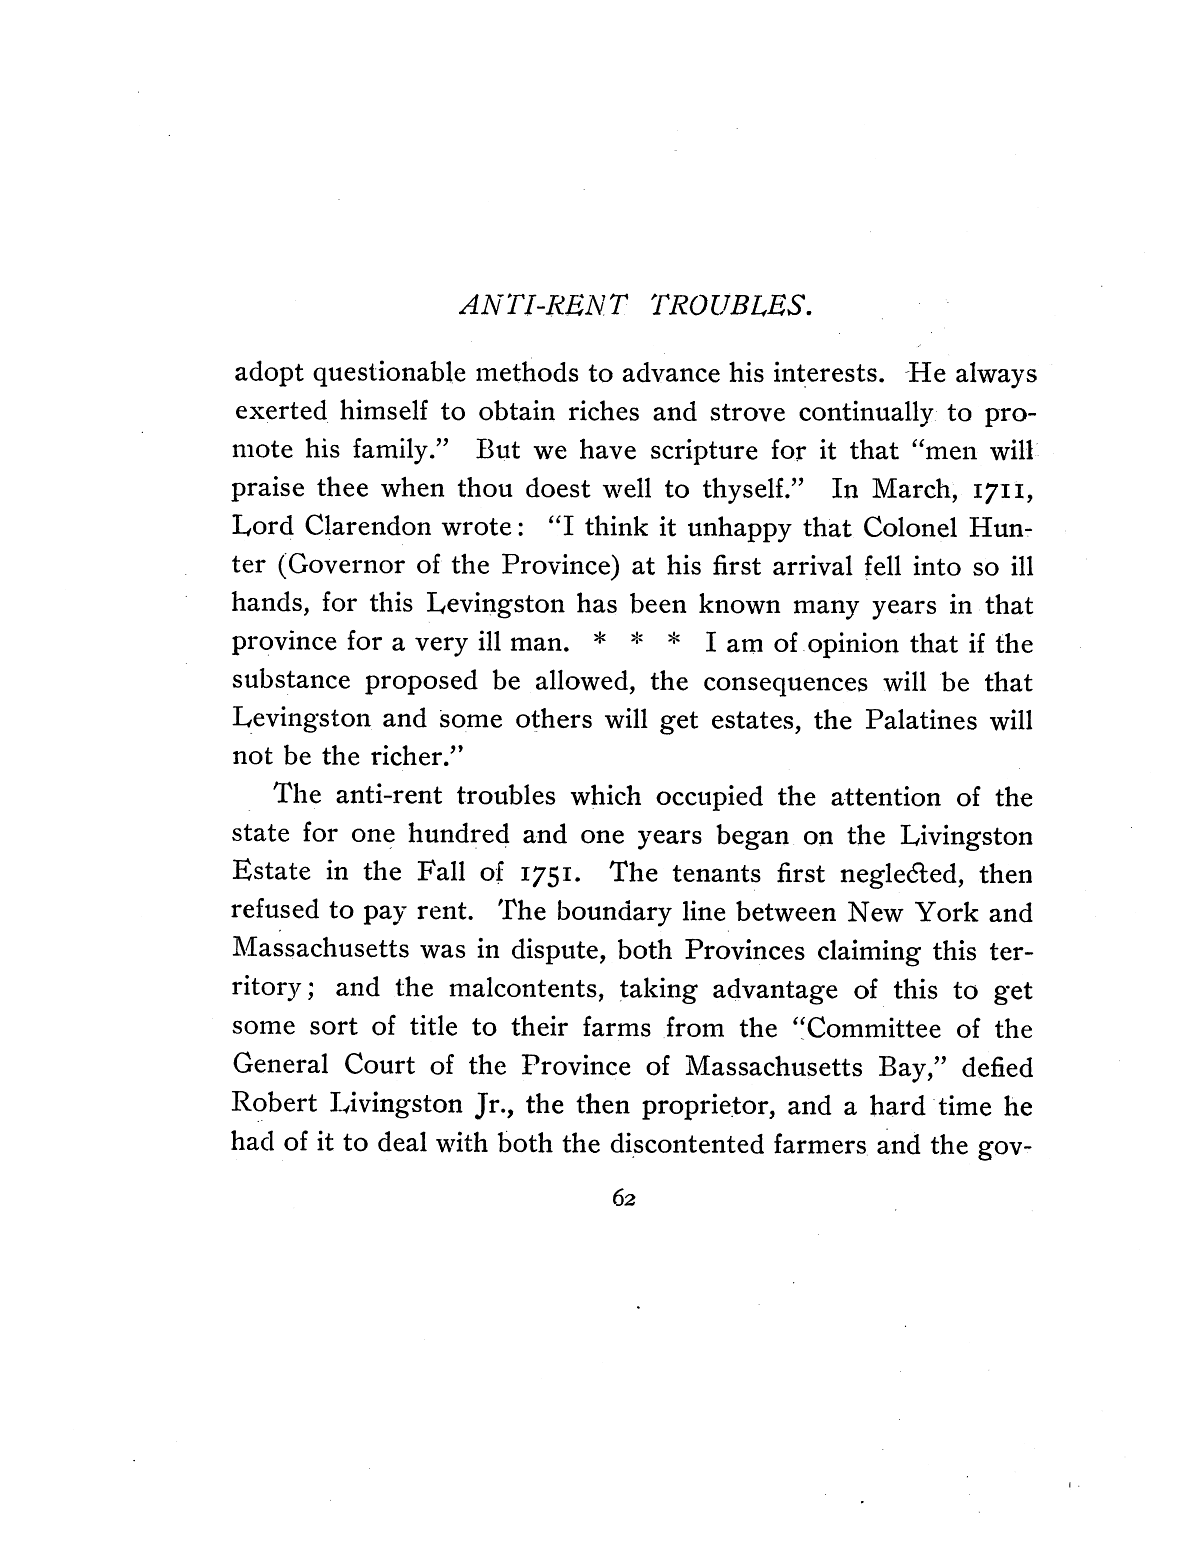 ANTI-RENT TROUBLES.
adopt questionable methods to advance his interests. He always
exerted himself to obtain riches and strove continually to pro-
mote his family.” But we have scripture for it that “men will
praise thee when thou doest well to thyself.” In March, 1711,
Lord Clarendon wrote: “I think it unhappy that Colonel Hun-
ter (Governor of the Province) at his first arrival fell into so ill
hands, for this Levingston has been known many years in that
province for a very ill man. * * * I am of opinion that if the
substance proposed be allowed, the consequences will be that
Levingston and some others will get estates, the Palatines will
not be the richer.”
The anti-rent troubles which occupied the attention of the
state for one hundred and one years began on the Livingston
Estate in the Fall of 1751. The tenants first neglected, then
refused to pay rent. The boundary line between New York and
Massachusetts was in dispute, both Provinces claiming this ter-
ritory; and the malcontents, taking advantage of this to get
some sort of title to their farms from the “Committee of the
General Court of the Province of Massachusetts Bay,” defied
Robert Livingston Jr., the then proprietor, and a hard time he
had of it to deal with both the discontented farmers and the gov-
62